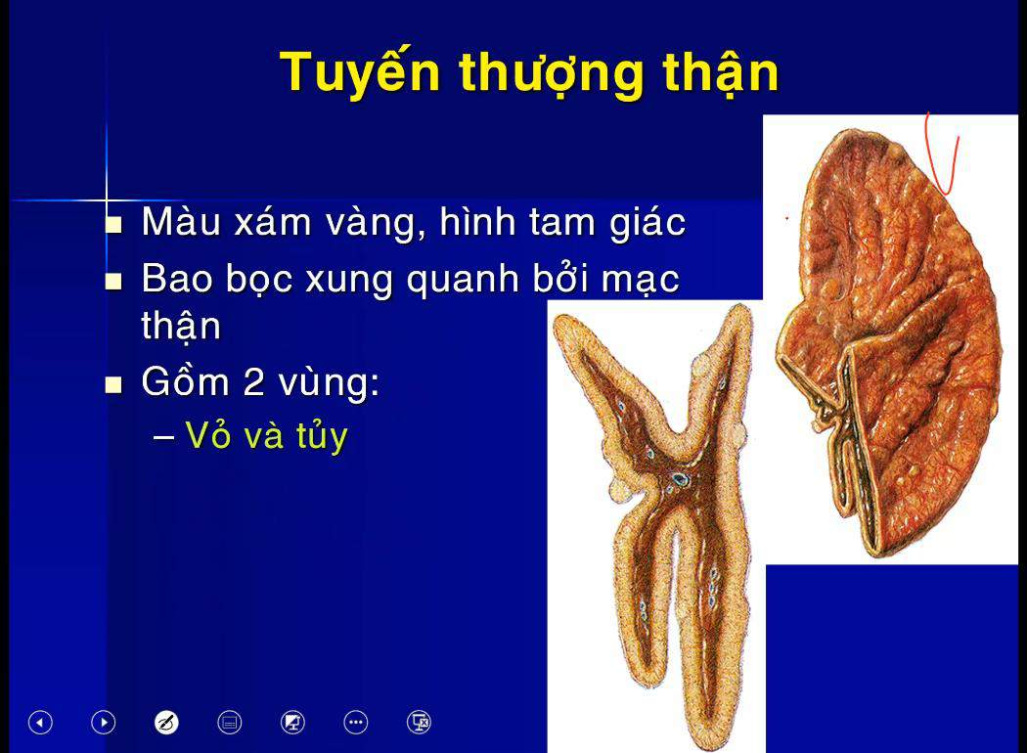 Tuyến thượng thận
Màu xám vàng, hình tam giác
Bao bọc xung quanh bởi mạc
thận
Gồm 2 vùng:
– Vỏ và tủy